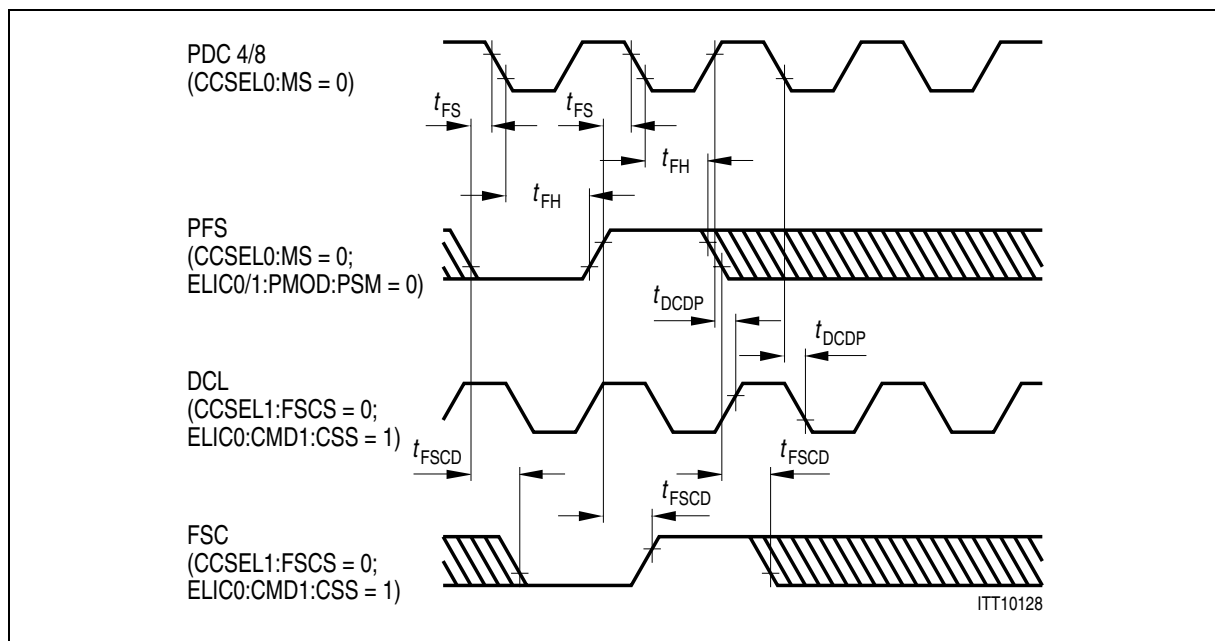 PDC 4/8
(CCSEL0:MS = 0)
tFS
tFS
tFH
tFH
PFS
(CCSEL0:MS = 0;
ELIC0/1:PMOD:PSM = 0)
tDCDP
tDCDP
DCL
(CCSEL1:FSCS = 0;
ELIC0:CMD1:CSS = 1)
tFSCD
tFSCD
tFSCD
FSC
(CCSEL1:FSCS = 0;
ELIC0:CMD1:CSS = 1)
ITT10128